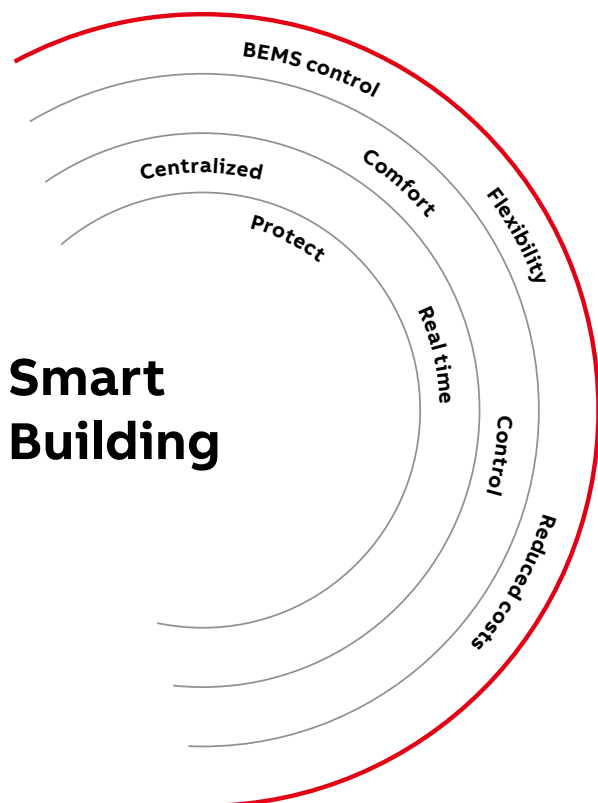 BEMS control
Flexibility
Reduced costs
Comfort
Control
Centralized
Real time
Protect
Smart
Building